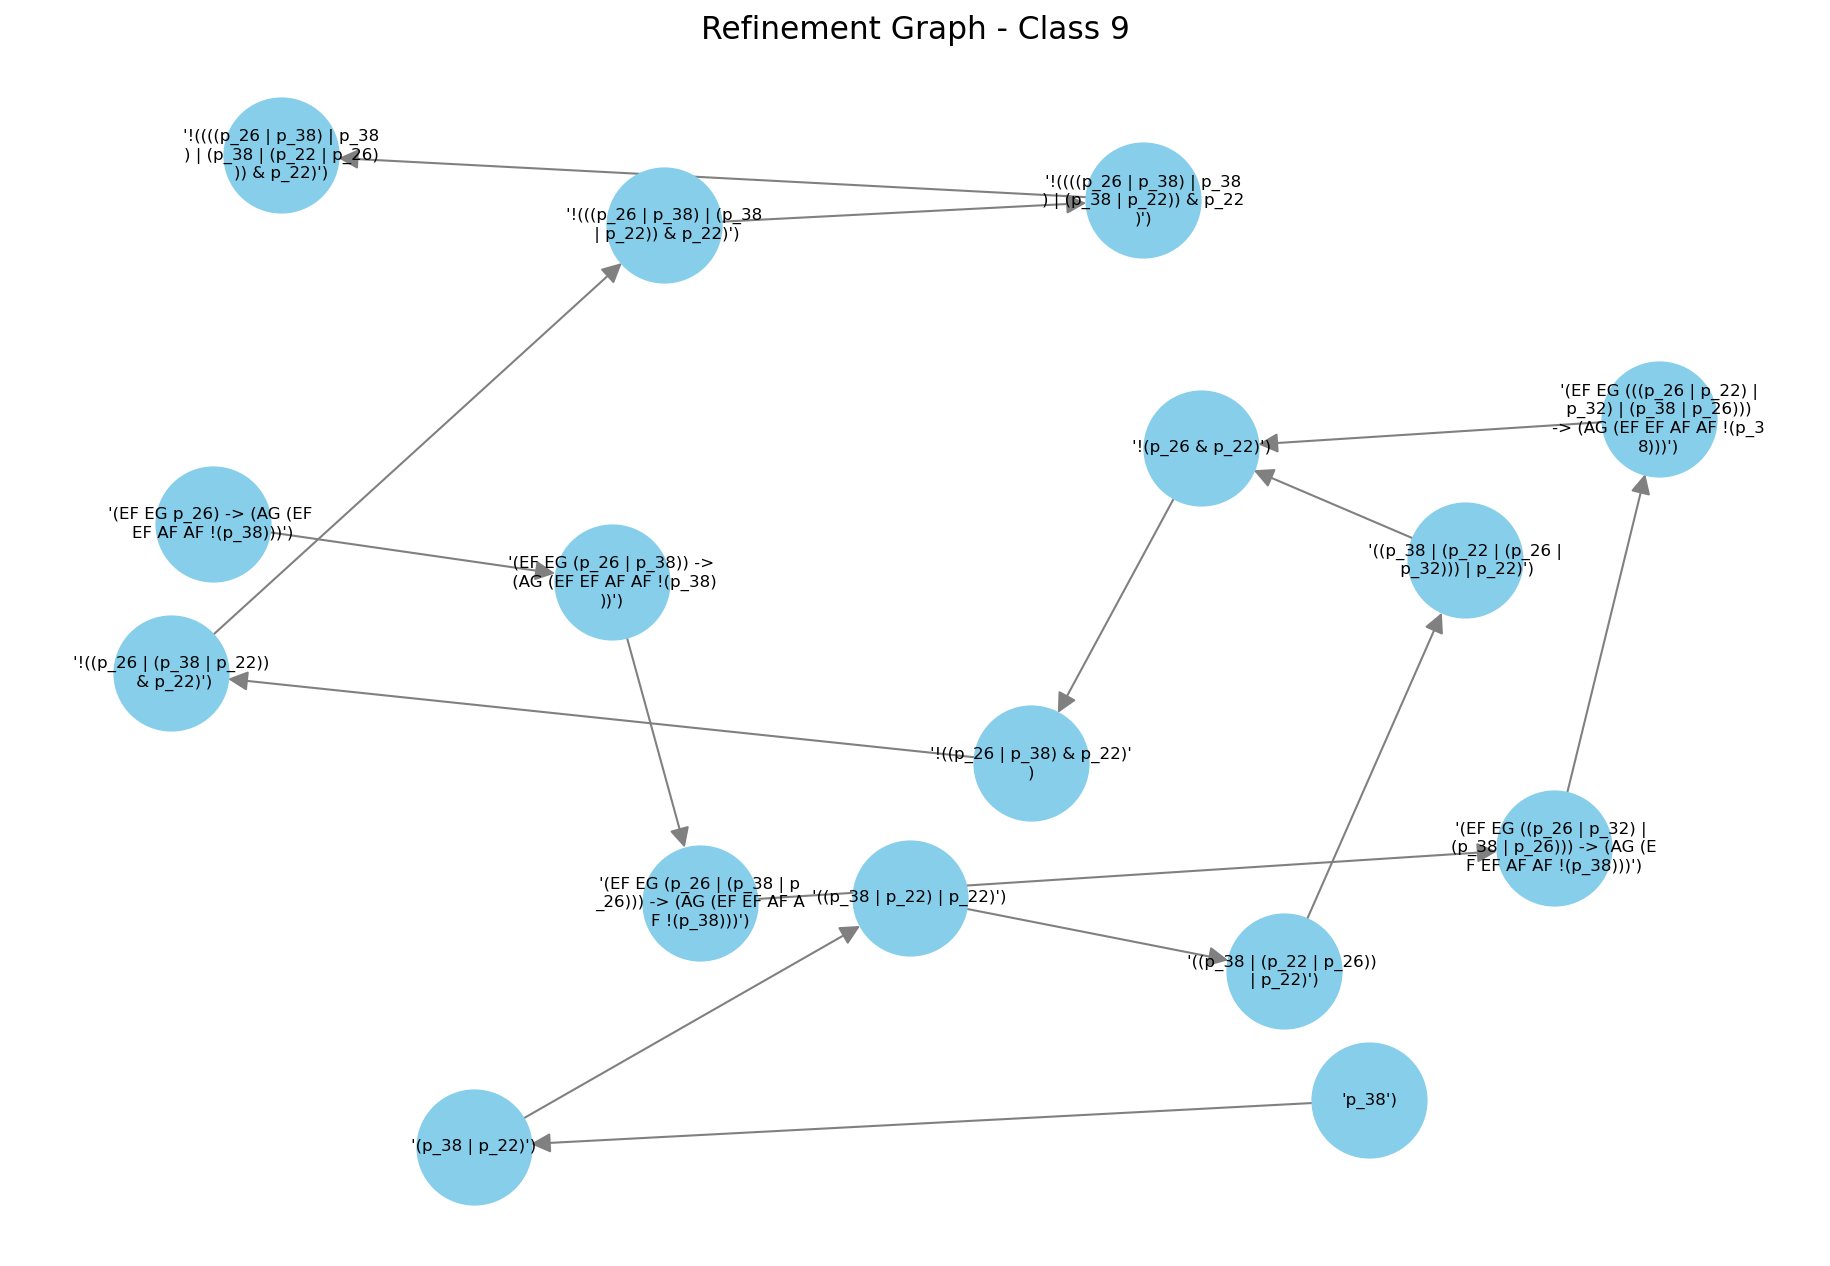 Refinement Graph - Class 9
'!((((p_26 | p_38) | p_38
) | (p_38 | (p_22 | p_26)
)) & p_22)')
'!(((p_26 | p_38) | (p_38
| p_22)) & p_22)')
'!((((p_26 | p_38) | p_38
) | (p_38 | p_22)) & p_22
)')
'(EF EG (((p_26 | p_22) |
p_32) | (p_38 | p_26)))
-> (AG (EF EF AF AF !(p_3
8)))')
'!(p_26 & p_22)')
'(EF EG p_26) -> (AG (EF
EF AF AF !(p_38)))')
'(EF EG (p_26 | p_38)) ->
(AG (EF EF AF AF !(p_38)
))')
'((p_38 | (p_22 | (p_26 |
p_32))) | p_22)')
'!((p_26 | (p_38 | p_22))
& p_22)')
'!((p_26 | p_38) & p_22)'
)
'(EF EG ((p_26 | p_32) |
(p_38 | p_26))) -> (AG (E
F EF AF AF !(p_38)))')
'(EF EG (p_26 | (p_38 | p
_26))) -> (AG (EF EF AF A
F !(p_38)))')
'((p_38 | p_22) | p_22)')
'((p_38 | (p_22 | p_26))
| p_22)')
'p_38')
'(p_38 | p_22)')